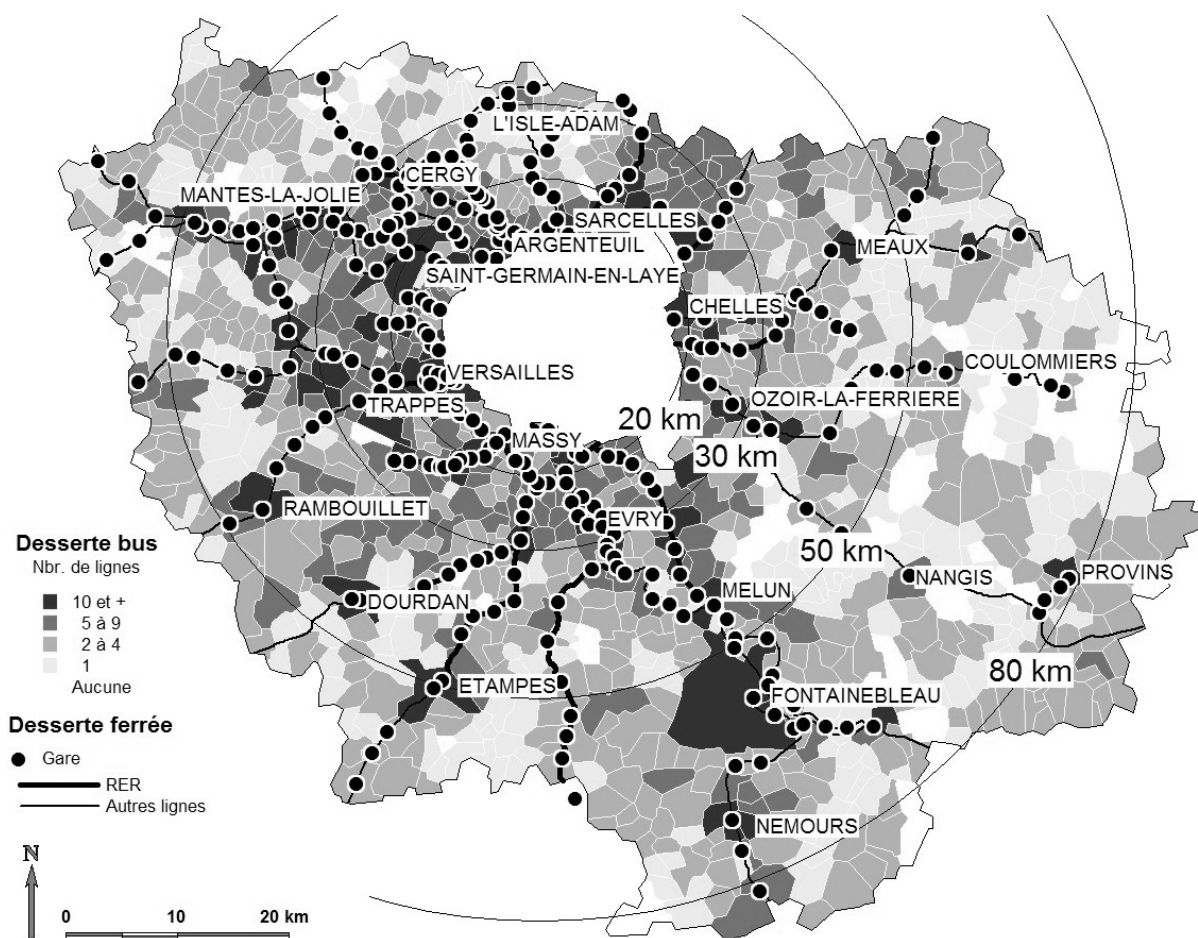 L'ISLE-ADAM
CERGY
MANTES-LA-JOLIE
SARCELLES
ARGENTEUIL
MEAUX
SAINT-GERMAIN-EN-LAYE
CHELLES
COULOMMIERS
VERSAILLES
OZOIR-LA-FERRIERE
TRAPPES
20 km
MASSY
30 km
RAMBOUILLET
EVRY
50 km
NANGIS
PROVINS
MELUN
DOURDAN
80 km
ETAMPES
FONTAINEBLEAU
NEMOURS
Desserte bus
Nbr. de lignes
10 et +
5 à 9
2 à 4
1
Aucune
Desserte ferrée
Gare
RER
Autres lignes
N
0 10 20 km